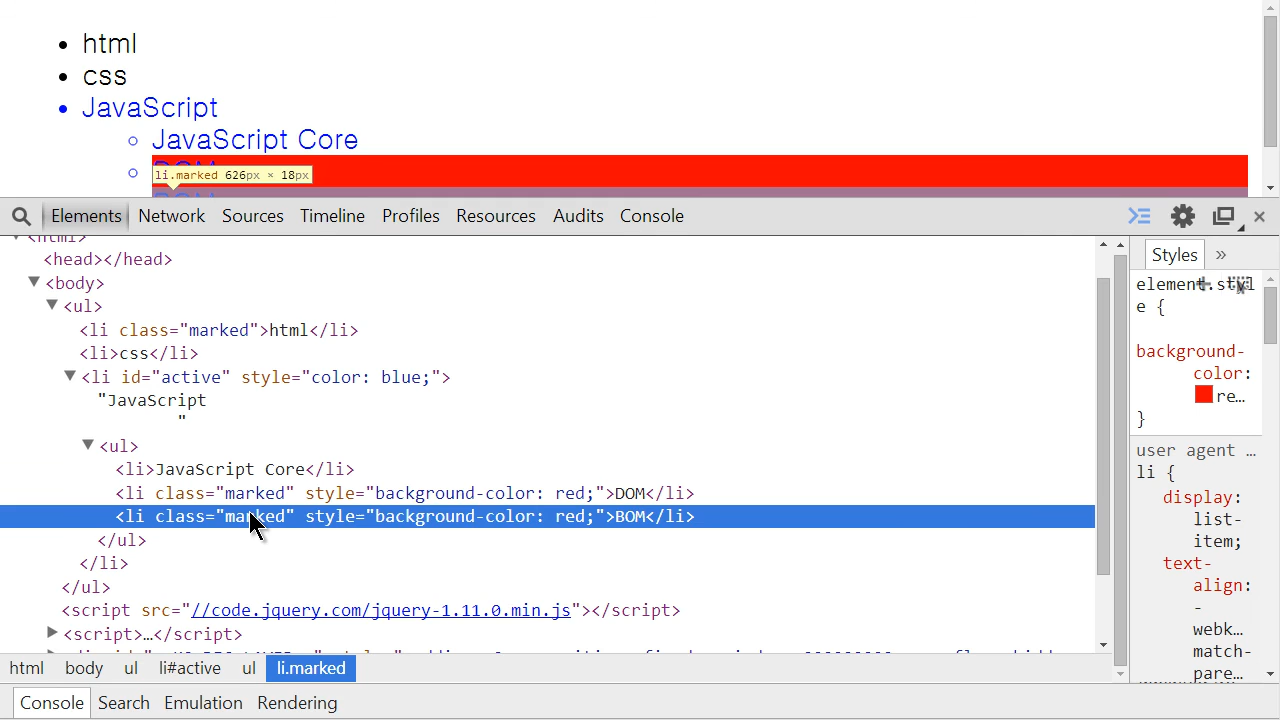 html
css
JavaScript
JavaScript Core
li.marked 626px × 18px
Elements Network Sources Timeline Profiles Resources Audits Console
<html>
<head></head>
<body>
<ul>
<li class="marked">html</li>
<li>css</li>
<li id="active" style="color: blue;">
"JavaScript
"
<ul>
<li>JavaScript Core</li>
<li class="marked" style="background-color: red;">DOM</li>
<li class="marked" style="background-color: red;">BOM</li>
</ul>
</li>
</ul>
<script src="//code.jquery.com/jquery-1.11.0.min.js"></script>
<script>…</script>
html body ul li#active ul li.marked
Console Search Emulation Rendering
Styles »
element.styl
e {
background-
color:
re…
}
user agent …
li {
display:
list-
item;
text-
align:
-
webk…
match-
pare…